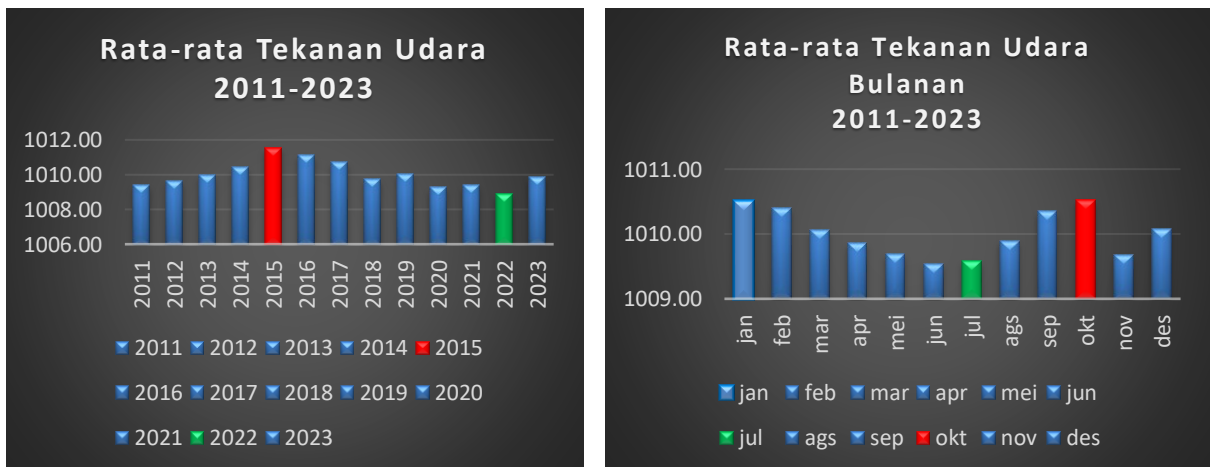 Rata-rata Tekanan Udara
2011-2023
1012.00
1010.00
1008.00
1006.00
2011 2012 2013 2014 2015 2016 2017 2018 2019 2020 2021 2022 2023
2011 2012 2013 2014 2015
2016 2017 2018 2019 2020
2021 2022 2023
Rata-rata Tekanan Udara
Bulanan
2011-2023
1011.00
1010.00
1009.00
jan feb mar apr mei jun jul ags sep okt nov des
jan feb mar apr mei jun
jul ags sep okt nov des